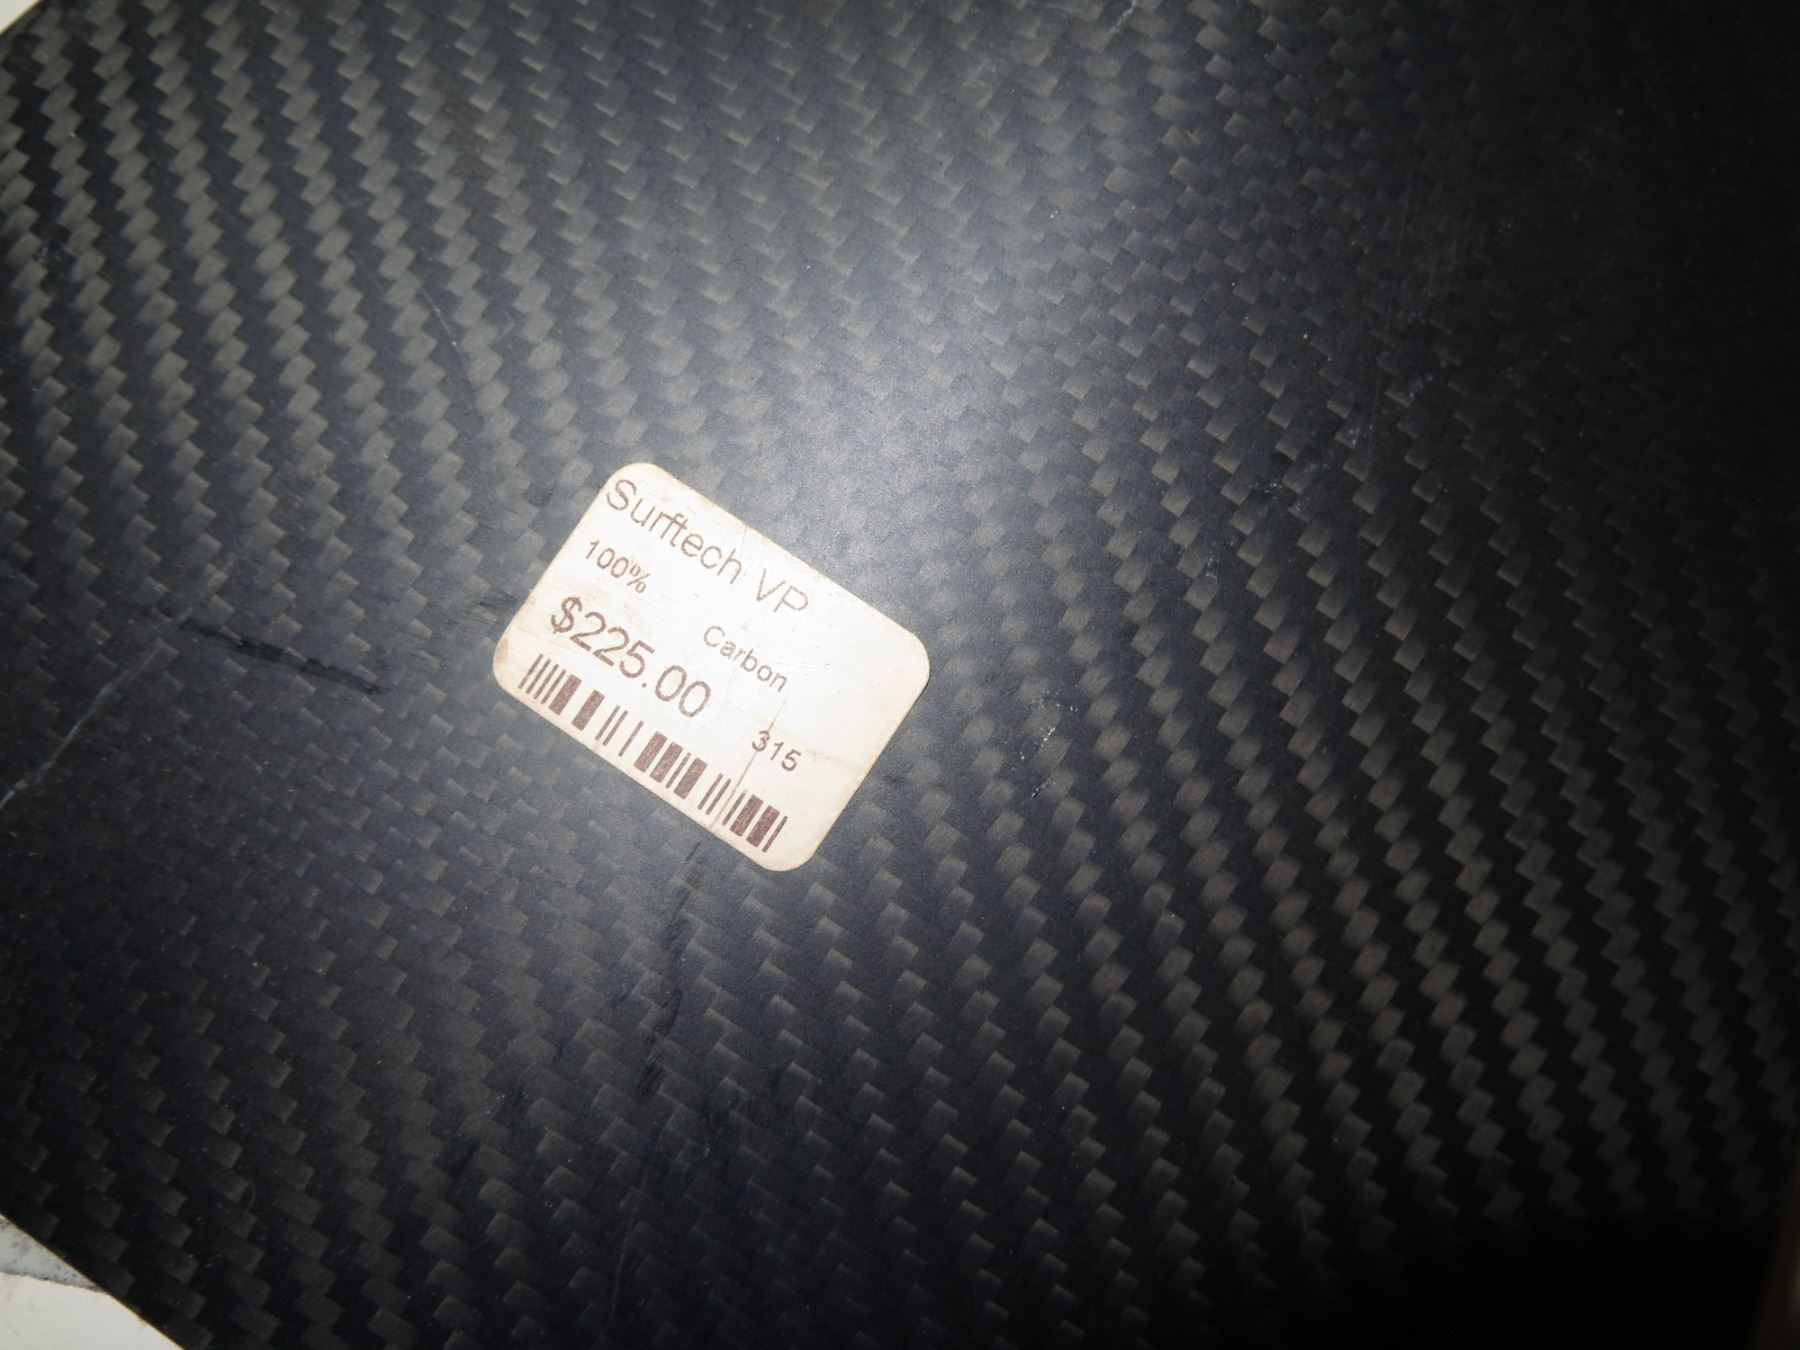 Surftech VP
100%
Carbon
$225.00
315